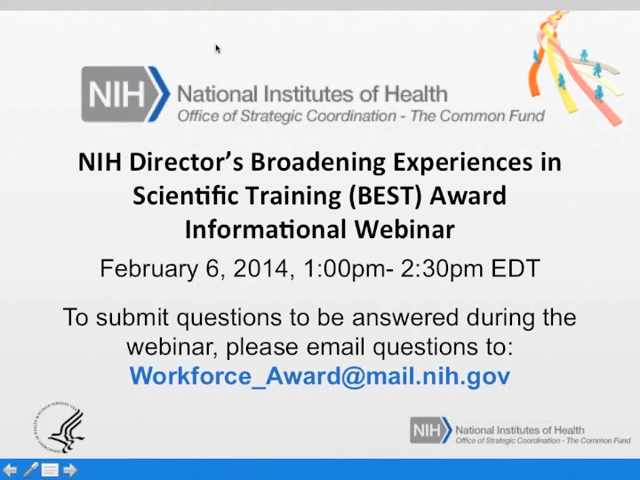 NIH National Institutes of Health
Office of Strategic Coordination - The Common Fund
NIH Director's Broadening Experiences in
Scientific Training (BEST) Award
Informational Webinar
February 6, 2014, 1:00pm- 2:30pm EDT
To submit questions to be answered during the
webinar, please email questions to:
Workforce_Award@mail.nih.gov
NIH National Institutes of Health
Office of Strategic Coordination - The Common Fund